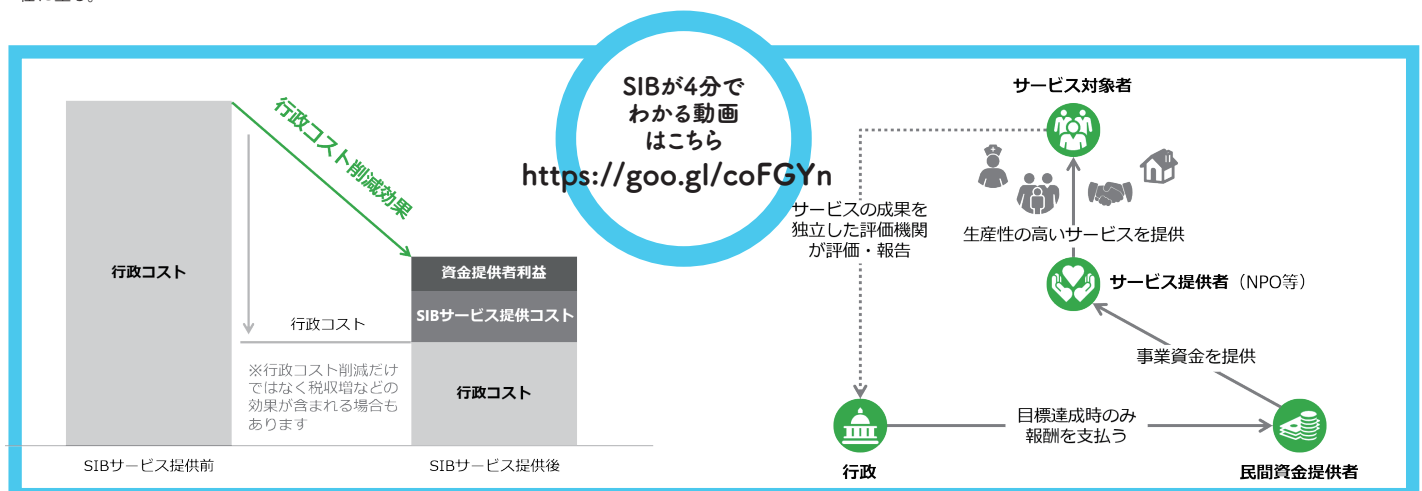 行政コスト
行政コスト削減効果
資金提供者利益
SIBサービス提供コスト
行政コスト
行政コスト
※行政コスト削減だけ
ではなく税収増などの
効果が含まれる場合も
あります
SIBサービス提供前
SIBサービス提供後
SIBが4分で
わかる動画
はこちら
https://goo.gl/coFGYn
サービス対象者
サービスの成果を
独立した評価機関
が評価・報告
生産性の高いサービスを提供
サービス提供者（NPO等）
事業資金を提供
目標達成時のみ
報酬を支払う
行政
民間資金提供者